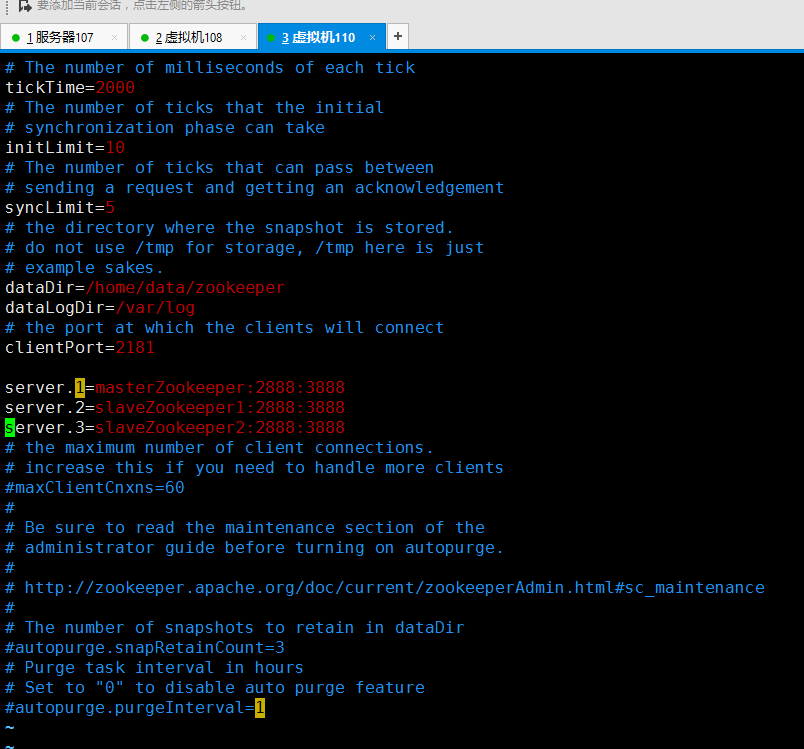 要添加当前会话，点击左侧的箭头按钮。
1 服务器107 × 2 虚拟机108 × 3 虚拟机110 × +
# The number of milliseconds of each tick
tickTime=2000
# The number of ticks that the initial
# synchronization phase can take
initLimit=10
# The number of ticks that can pass between
# sending a request and getting an acknowledgement
syncLimit=5
# the directory where the snapshot is stored.
# do not use /tmp for storage, /tmp here is just
# example sakes.
dataDir=/home/data/zookeeper
dataLogDir=/var/log
# the port at which the clients will connect
clientPort=2181
server.1=masterZookeeper:2888:3888
server.2=slaveZookeeper1:2888:3888
server.3=slaveZookeeper2:2888:3888
# the maximum number of client connections.
# increase this if you need to handle more clients
#maxClientCnxns=60
#
# Be sure to read the maintenance section of the
# administrator guide before turning on autopurge.
#
# http://zookeeper.apache.org/doc/current/zookeeperAdmin.html#sc_maintenance
#
# The number of snapshots to retain in dataDir
#autopurge.snapRetainCount=3
# Purge task interval in hours
# Set to "0" to disable auto purge feature
#autopurge.purgeInterval=1
~
~